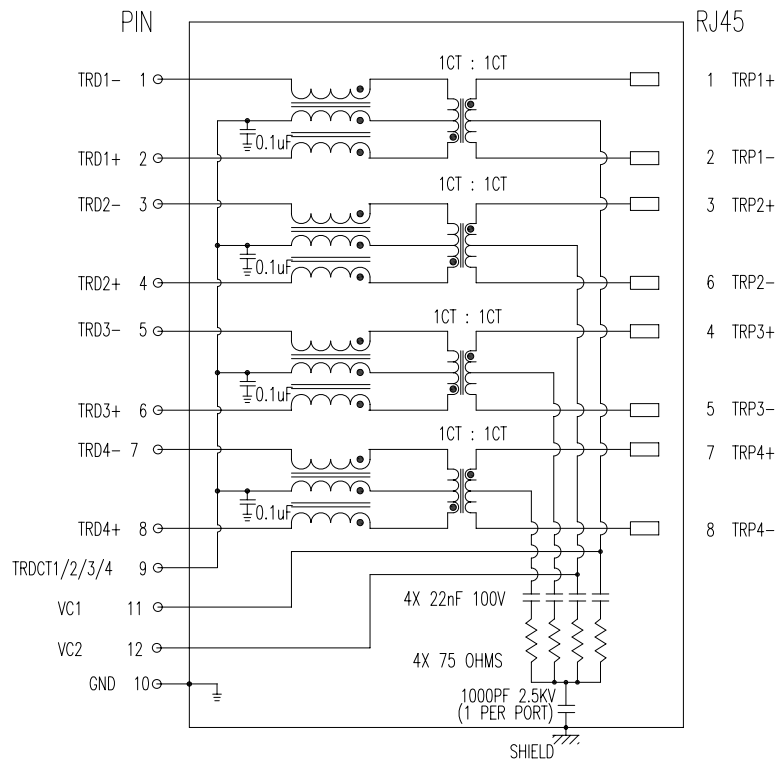 PIN
RJ45
1CT : 1CT
TRD1- 1
1 TRP1+
0.1uF
TRD1+ 2
2 TRP1-
1CT : 1CT
TRD2- 3
3 TRP2+
0.1uF
TRD2+ 4
6 TRP2-
1CT : 1CT
TRD3- 5
4 TRP3+
0.1uF
TRD3+ 6
5 TRP3-
1CT : 1CT
TRD4- 7
7 TRP4+
0.1uF
TRD4+ 8
8 TRP4-
TRDCT1/2/3/4 9
4X 22nF 100V
VC1 11
VC2 12
4X 75 OHMS
GND 10
1000PF 2.5KV
(1 PER PORT)
SHIELD